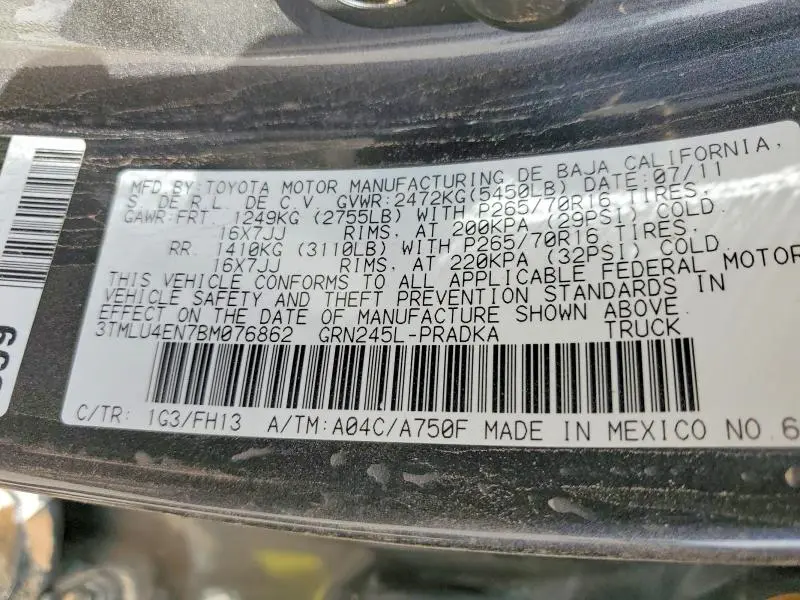 MFD.BY:TOYOTA MOTOR MANUFACTURING DE BAJA CALIFORNIA,
S. DE R.L. DE C.V. GVWR:2472KG(5450LB) DATE:07/11
GAWR:FRT. 1249KG (2755LB) WITH P265/70R16 TIRES,
16X7JJ RIMS, AT 200KPA (29PSI) COLD.
RR. 1410KG (3110LB) WITH P265/70R16 TIRES,
16X7JJ RIMS, AT 220KPA (32PSI) COLD.
THIS VEHICLE CONFORMS TO ALL APPLICABLE FEDERAL MOTOR
VEHICLE SAFETY AND THEFT PREVENTION STANDARDS IN
EFFECT ON THE DATE OF MANUFACTURE SHOWN ABOVE.
3TMLU4EN7BM076862 GRN245L-PRADKA TRUCK
C/TR: 1G3/FH13 A/TM:A04C/A750F MADE IN MEXICO NO.6